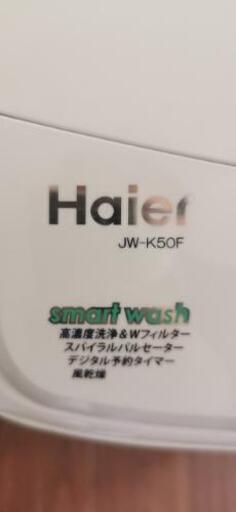 Haier
JW-K50F
smart wash
高濃度洗浄&Wフィルター
スパイラルパルセーター
デジタル予約タイマー
風乾燥